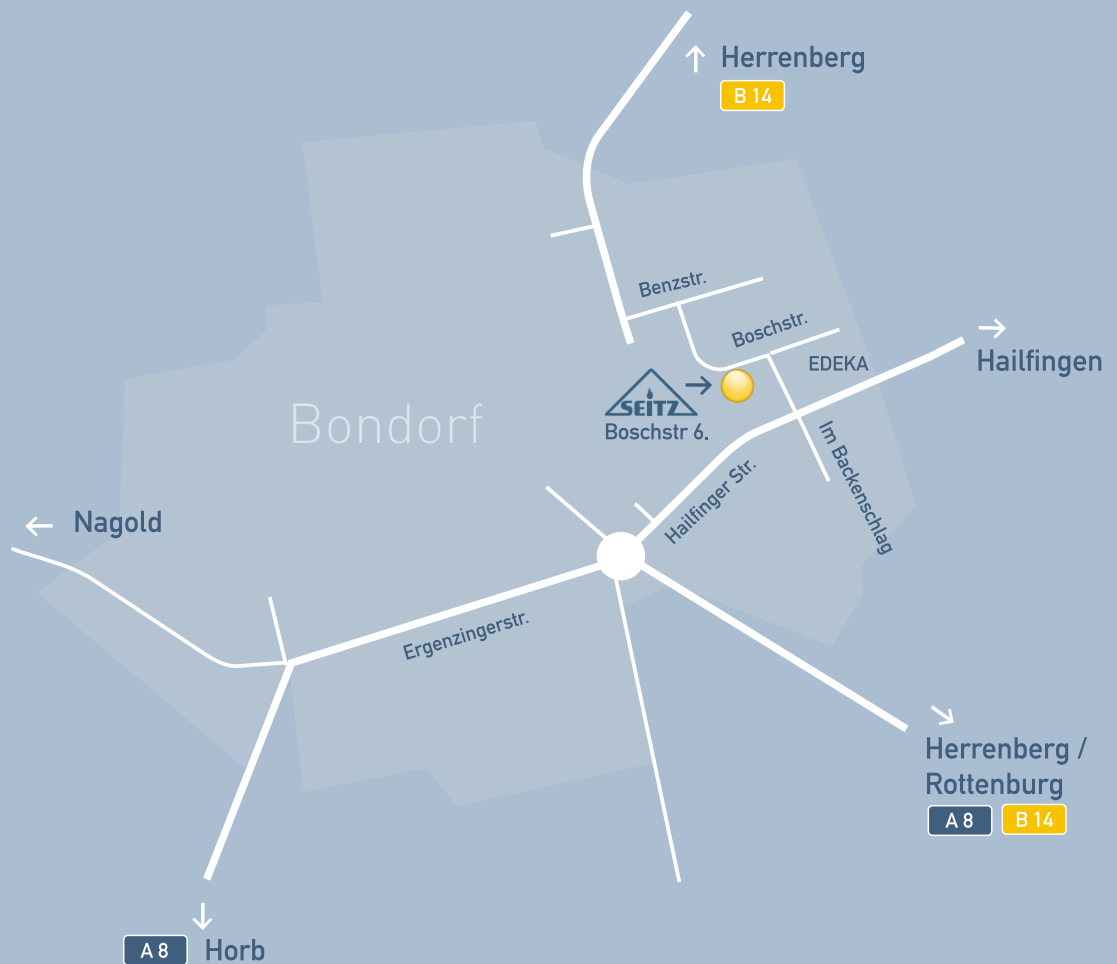 Herrenberg
B 14
Benzstr.
Boschstr.
EDEKA
Hailfingen
SEITZ
Boschstr 6.
Bondorf
Im Backenschlag
Hailfinger Str.
Nagold
Ergenzingerstr.
Herrenberg /
Rottenburg
A 8 B 14
A 8 Horb